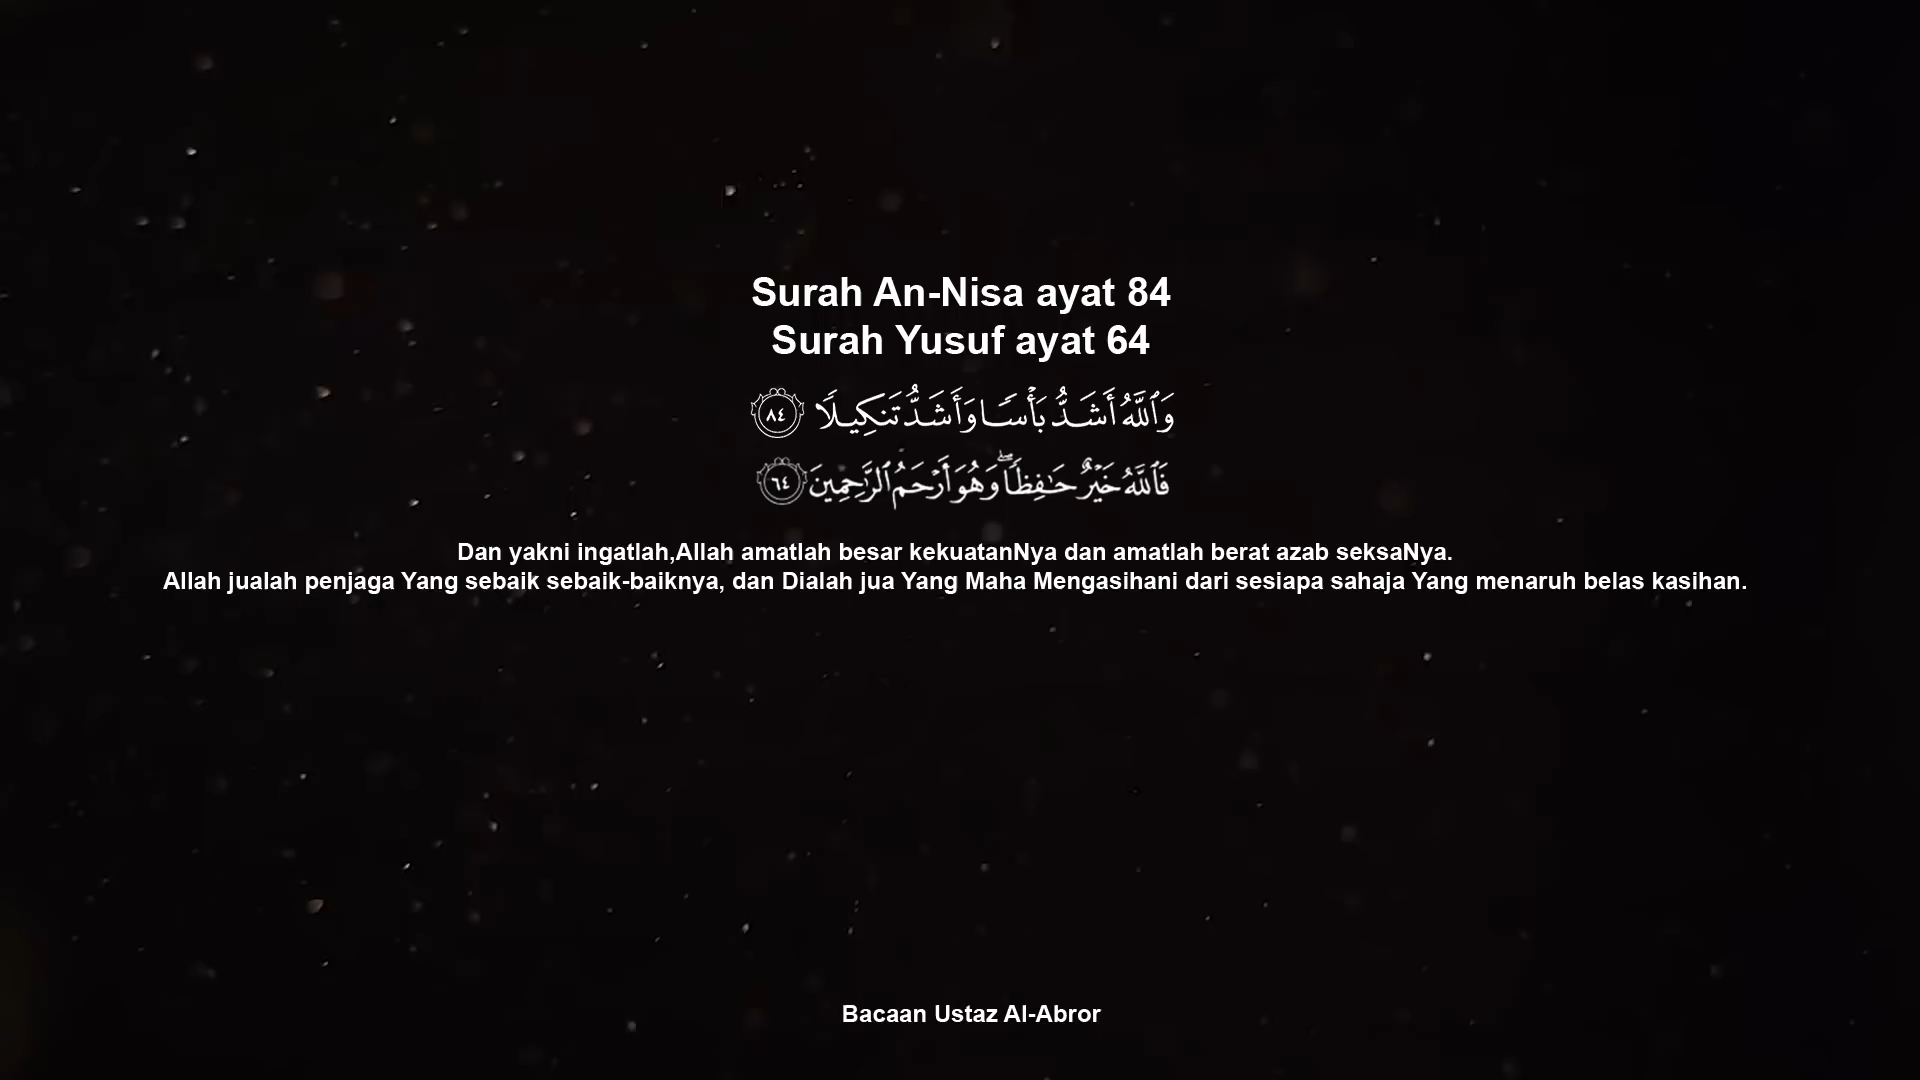 Surah An-Nisa ayat 84
Surah Yusuf ayat 64
وَٱللَّهُ أَشَدُّ بَأْسًا وَأَشَدُّ تَنكِيلًا ٨٤
فَٱللَّهُ خَيْرٌ حَـٰفِظًا ۖ وَهُوَ أَرْحَمُ ٱلرَّٰحِمِينَ ٦٤
Dan yakni ingatlah,Allah amatlah besar kekuatanNya dan amatlah berat azab seksaNya.
Allah jualah penjaga Yang sebaik sebaik-baiknya, dan Dialah jua Yang Maha Mengasihani dari sesiapa sahaja Yang menaruh belas kasihan.
Bacaan Ustaz Al-Abror